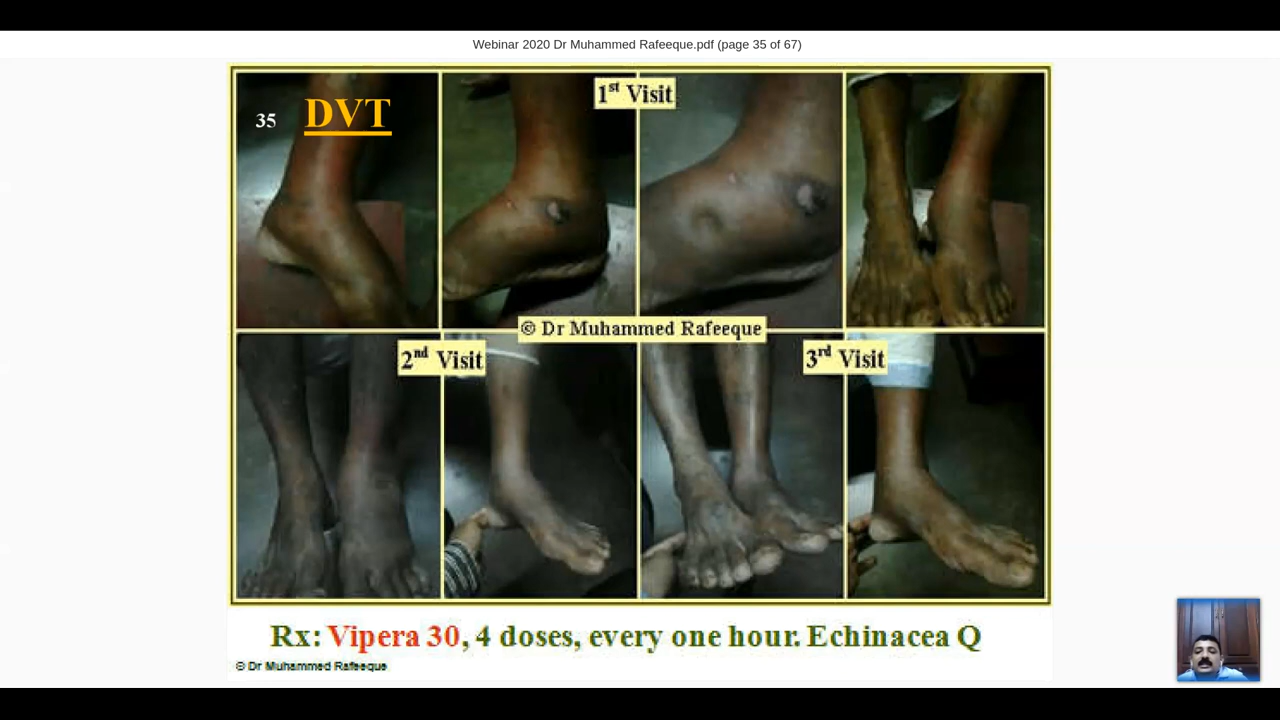 Webinar 2020 Dr Muhammed Rafeeque.pdf (page 35 of 67)
35 DVT
1st Visit
© Dr Muhammed Rafeeque
2nd Visit
3rd Visit
Rx: Vipera 30, 4 doses, every one hour. Echinacea Q
© Dr Muhammed Rafeeque